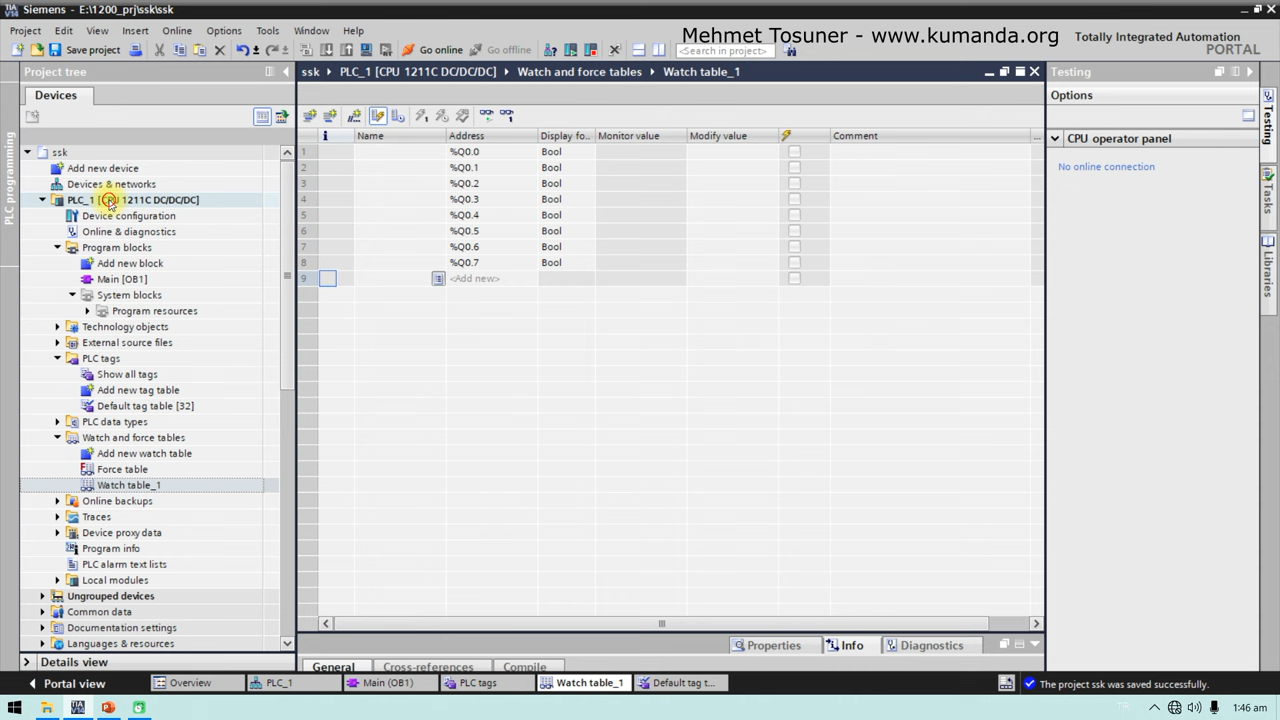 Siemens - E:\1200_prj\ssk\ssk
Project Edit View Insert Online Options Tools Window Help
Mehmet Tosuner - www.kumanda.org
Totally Integrated Automation
PORTAL
Save project
Go online
Go offline
<Search in project>
Project tree
ssk PLC_1 [CPU 1211C DC/DC/DC] Watch and force tables Watch table_1
Testing
Devices
Options
PLC programming
i Name Address Display fo.. Monitor value Modify value Comment ...
CPU operator panel
No online connection
1 %Q0.0 Bool
2 %Q0.1 Bool
3 %Q0.2 Bool
4 %Q0.3 Bool
5 %Q0.4 Bool
6 %Q0.5 Bool
7 %Q0.6 Bool
8 %Q0.7 Bool
9 <Add new>
ssk
Add new device
Devices & networks
PLC_1 [CPU 1211C DC/DC/DC]
Device configuration
Online & diagnostics
Program blocks
Add new block
Main [OB1]
System blocks
Program resources
Technology objects
External source files
PLC tags
Show all tags
Add new tag table
Default tag table [32]
PLC data types
Watch and force tables
Add new watch table
Force table
Watch table_1
Online backups
Traces
Device proxy data
Program info
PLC alarm text lists
Local modules
Ungrouped devices
Common data
Documentation settings
Languages & resources
Details view
Testing
Tasks
Libraries
Properties Info Diagnostics
General Cross-references Compile
Portal view Overview PLC_1 Main (OB1) PLC tags Watch table_1 Default tag t...
The project ssk was saved successfully.
1:46 am